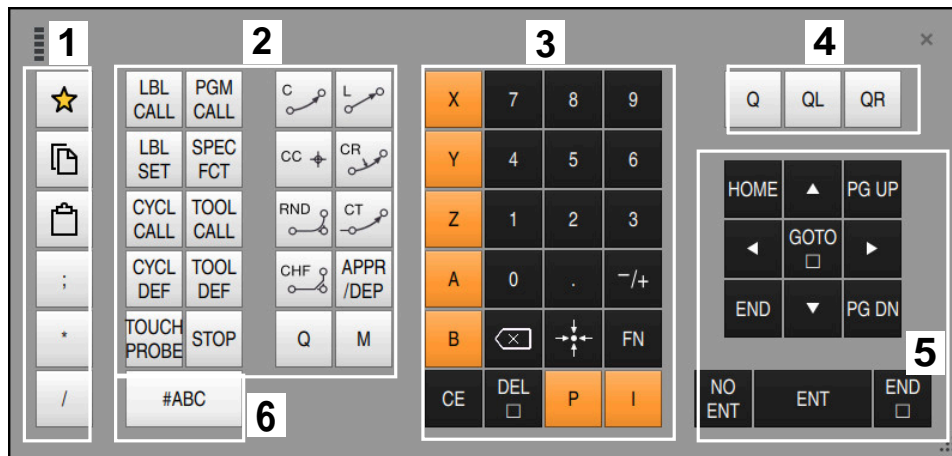 1
2
3
4
LBL CALL
PGM CALL
C
L
X
7
8
9
Q
QL
QR
LBL SET
SPEC FCT
CC
CR
Y
4
5
6
HOME
PG UP
CYCL CALL
TOOL CALL
RND
CT
Z
1
2
3
GOTO
;
CYCL DEF
TOOL DEF
CHF
APPR /DEP
A
0
.
-/+
END
PG DN
*
TOUCH PROBE
STOP
Q
M
B
FN
5
/
#ABC
6
CE
DEL
P
I
NO ENT
ENT
END